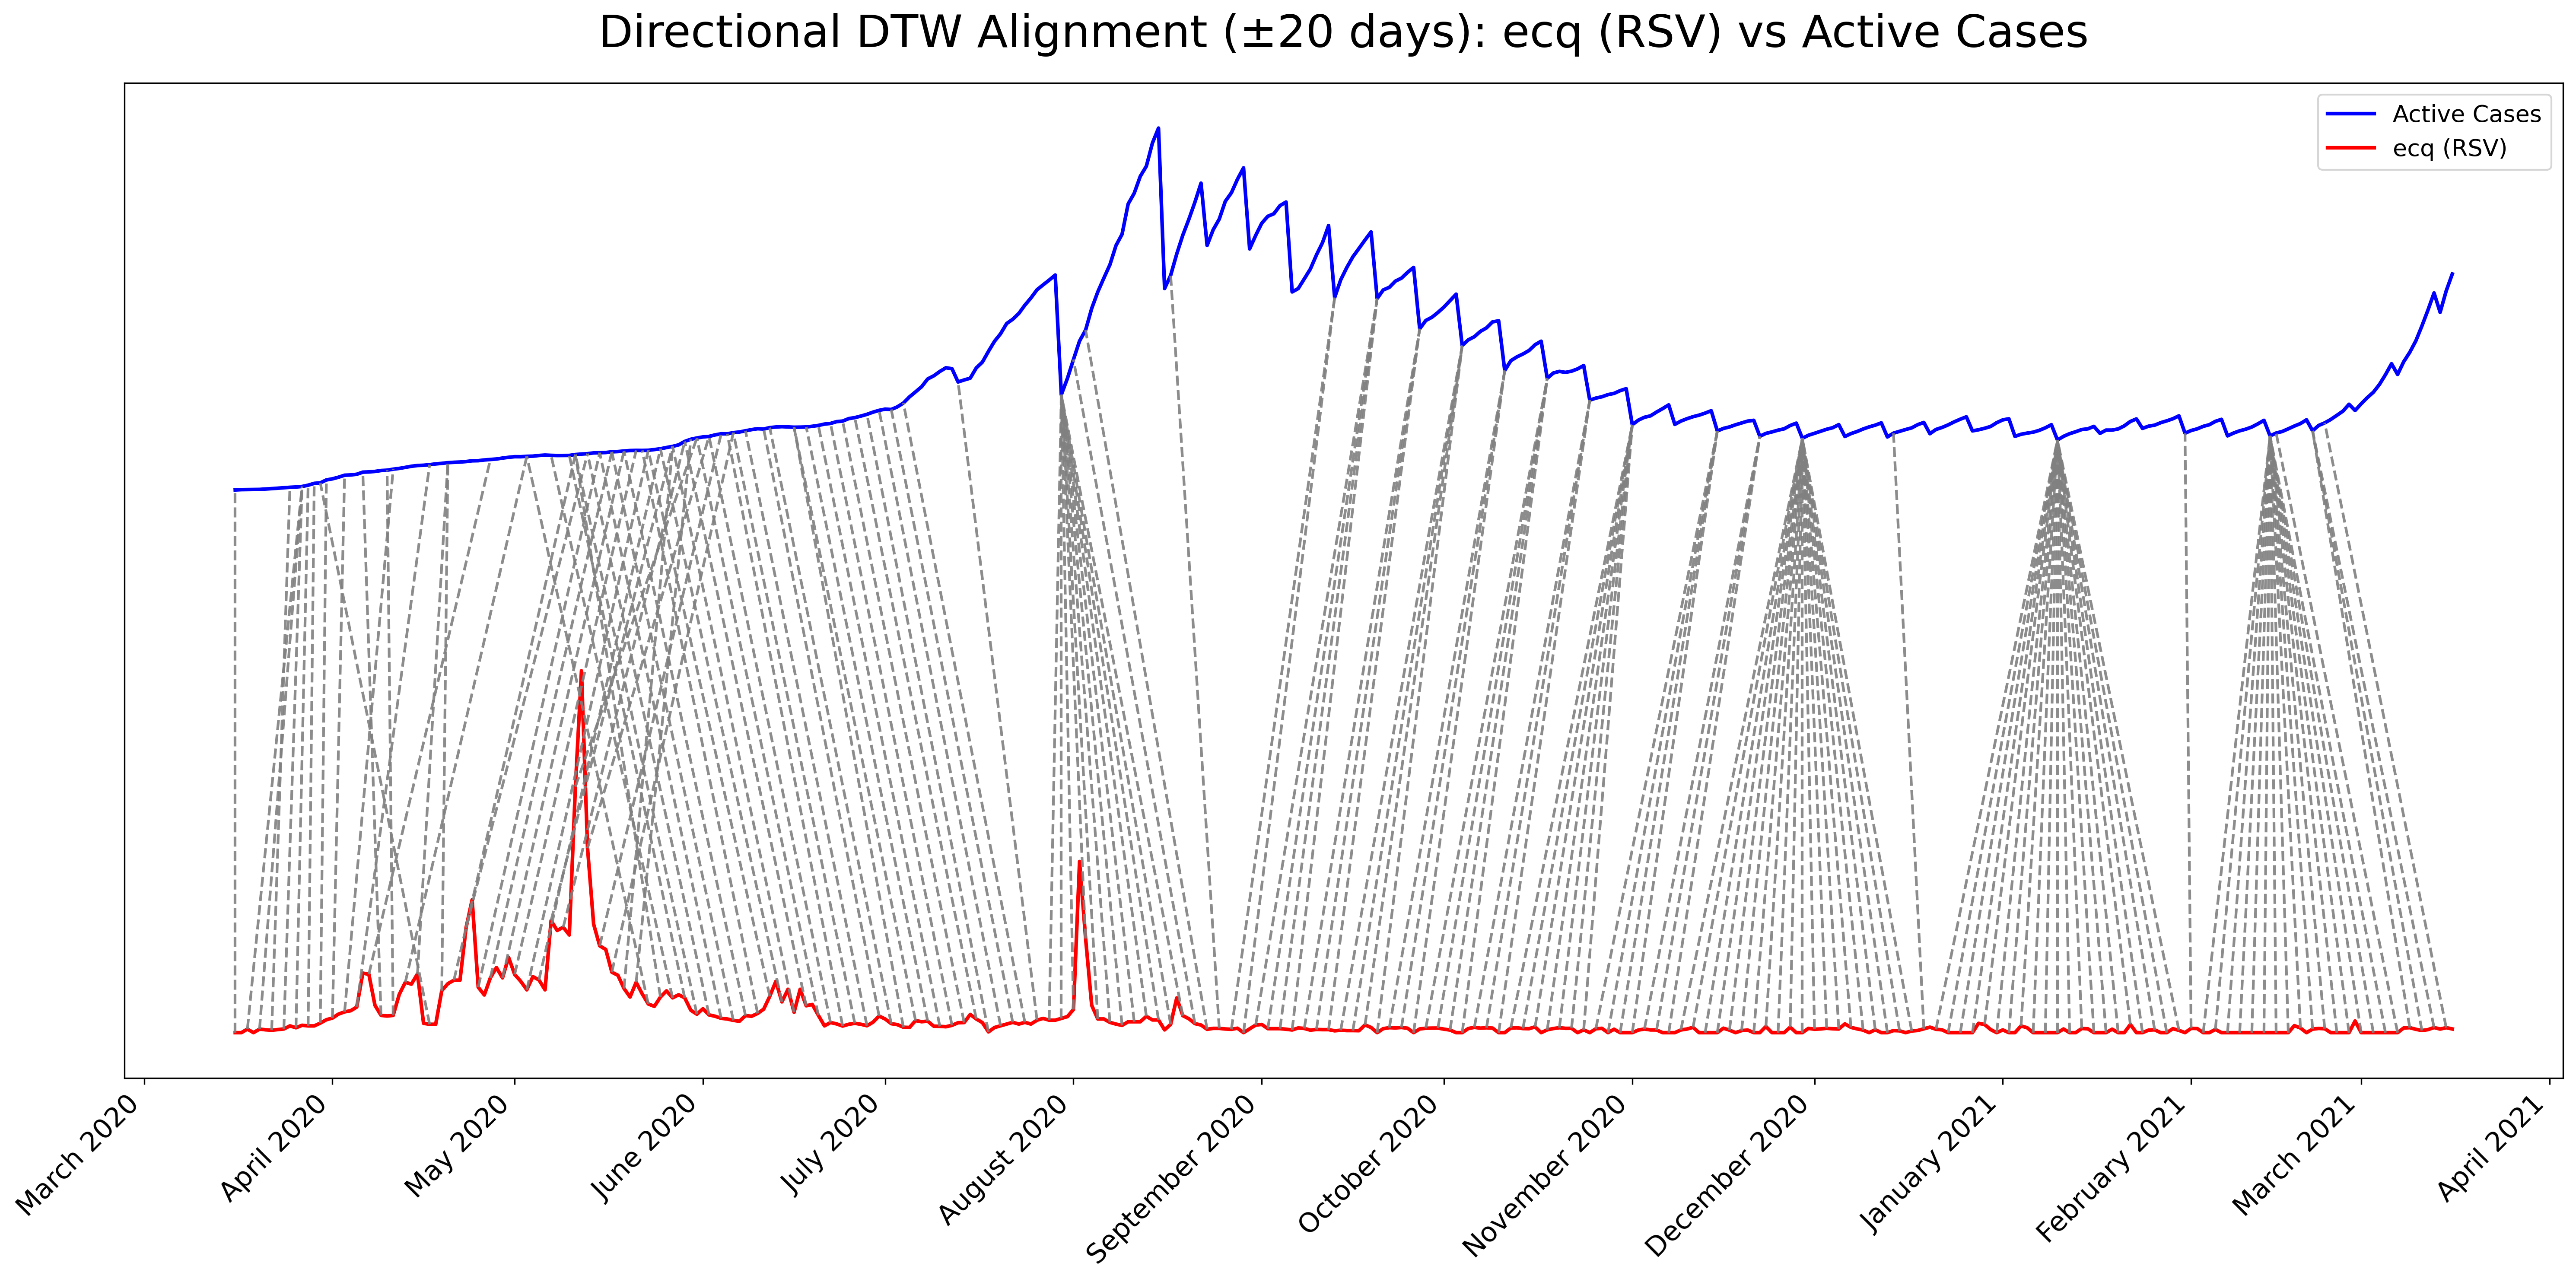 Directional DTW Alignment (±20 days): ecq (RSV) vs Active Cases
Active Cases
ecq (RSV)
March 2020
April 2020
May 2020
June 2020
July 2020
August 2020
September 2020
October 2020
November 2020
December 2020
January 2021
February 2021
March 2021
April 2021